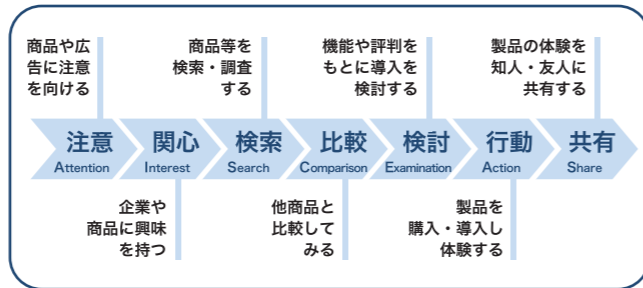 商品や広
告に注意
を向ける
商品等を
検索・調査
する
機能や評判を
もとに導入を
検討する
製品の体験を
知人・友人に
共有する
注意
Attention
関心
Interest
検索
Search
比較
Comparison
検討
Examination
行動
Action
共有
Share
企業や
商品に興味
を持つ
他商品と
比較して
みる
製品を
購入・導入し
体験する